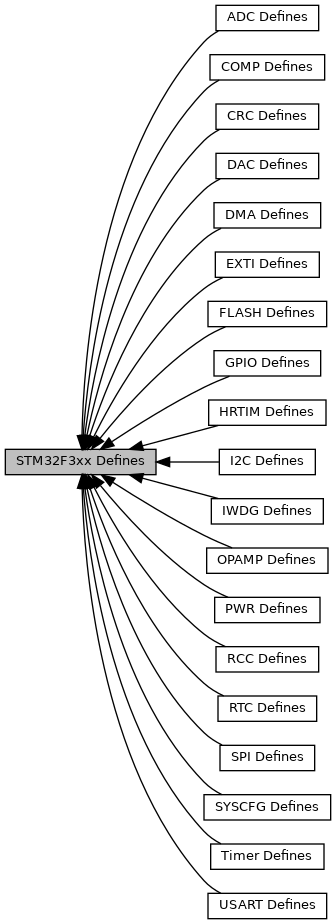 ADC Defines
COMP Defines
CRC Defines
DAC Defines
DMA Defines
EXTI Defines
FLASH Defines
GPIO Defines
HRTIM Defines
STM32F3xx Defines
I2C Defines
IWDG Defines
OPAMP Defines
PWR Defines
RCC Defines
RTC Defines
SPI Defines
SYSCFG Defines
Timer Defines
USART Defines